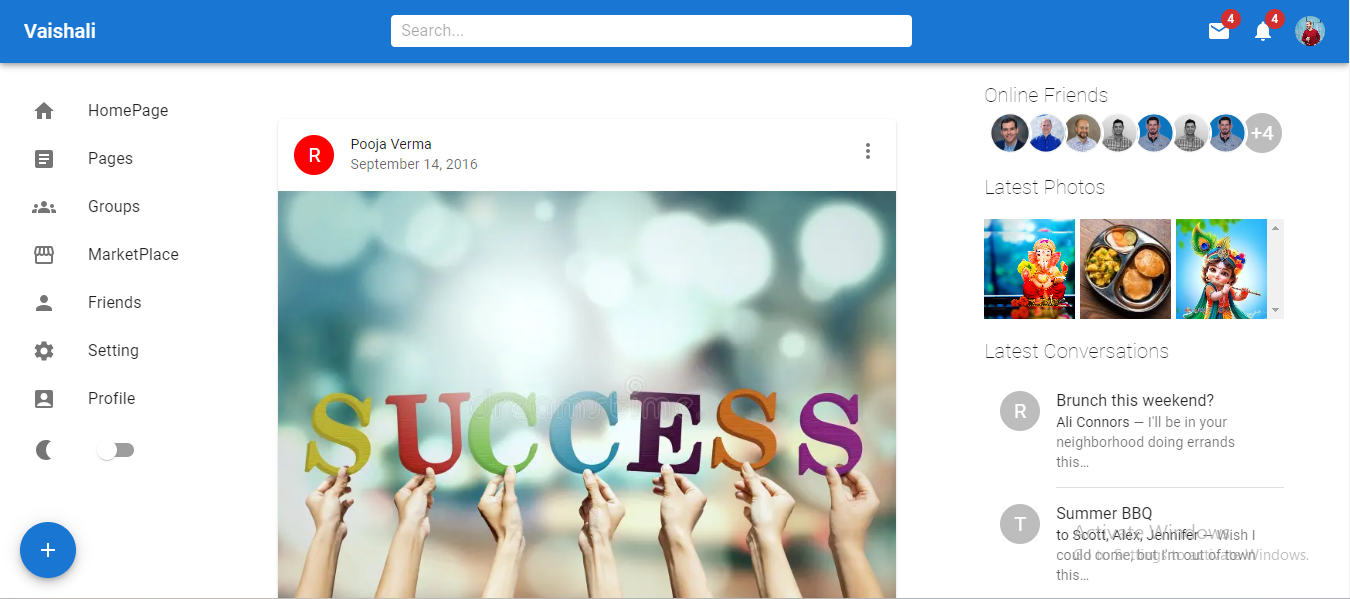 Vaishali
Search...
4
4
HomePage
Pages
Groups
MarketPlace
Friends
Setting
Profile
R
Pooja Verma
September 14, 2016
SUCCESS
Online Friends
+4
Latest Photos
Latest Conversations
R
Brunch this weekend?
Ali Connors — I'll be in your
neighborhood doing errands
this...
T
Summer BBQ
to Scott, Alex, Jennifer — Wish I
could come, but I'm out of town
this...
Activate Windows
Go to Settings to activate Windows.